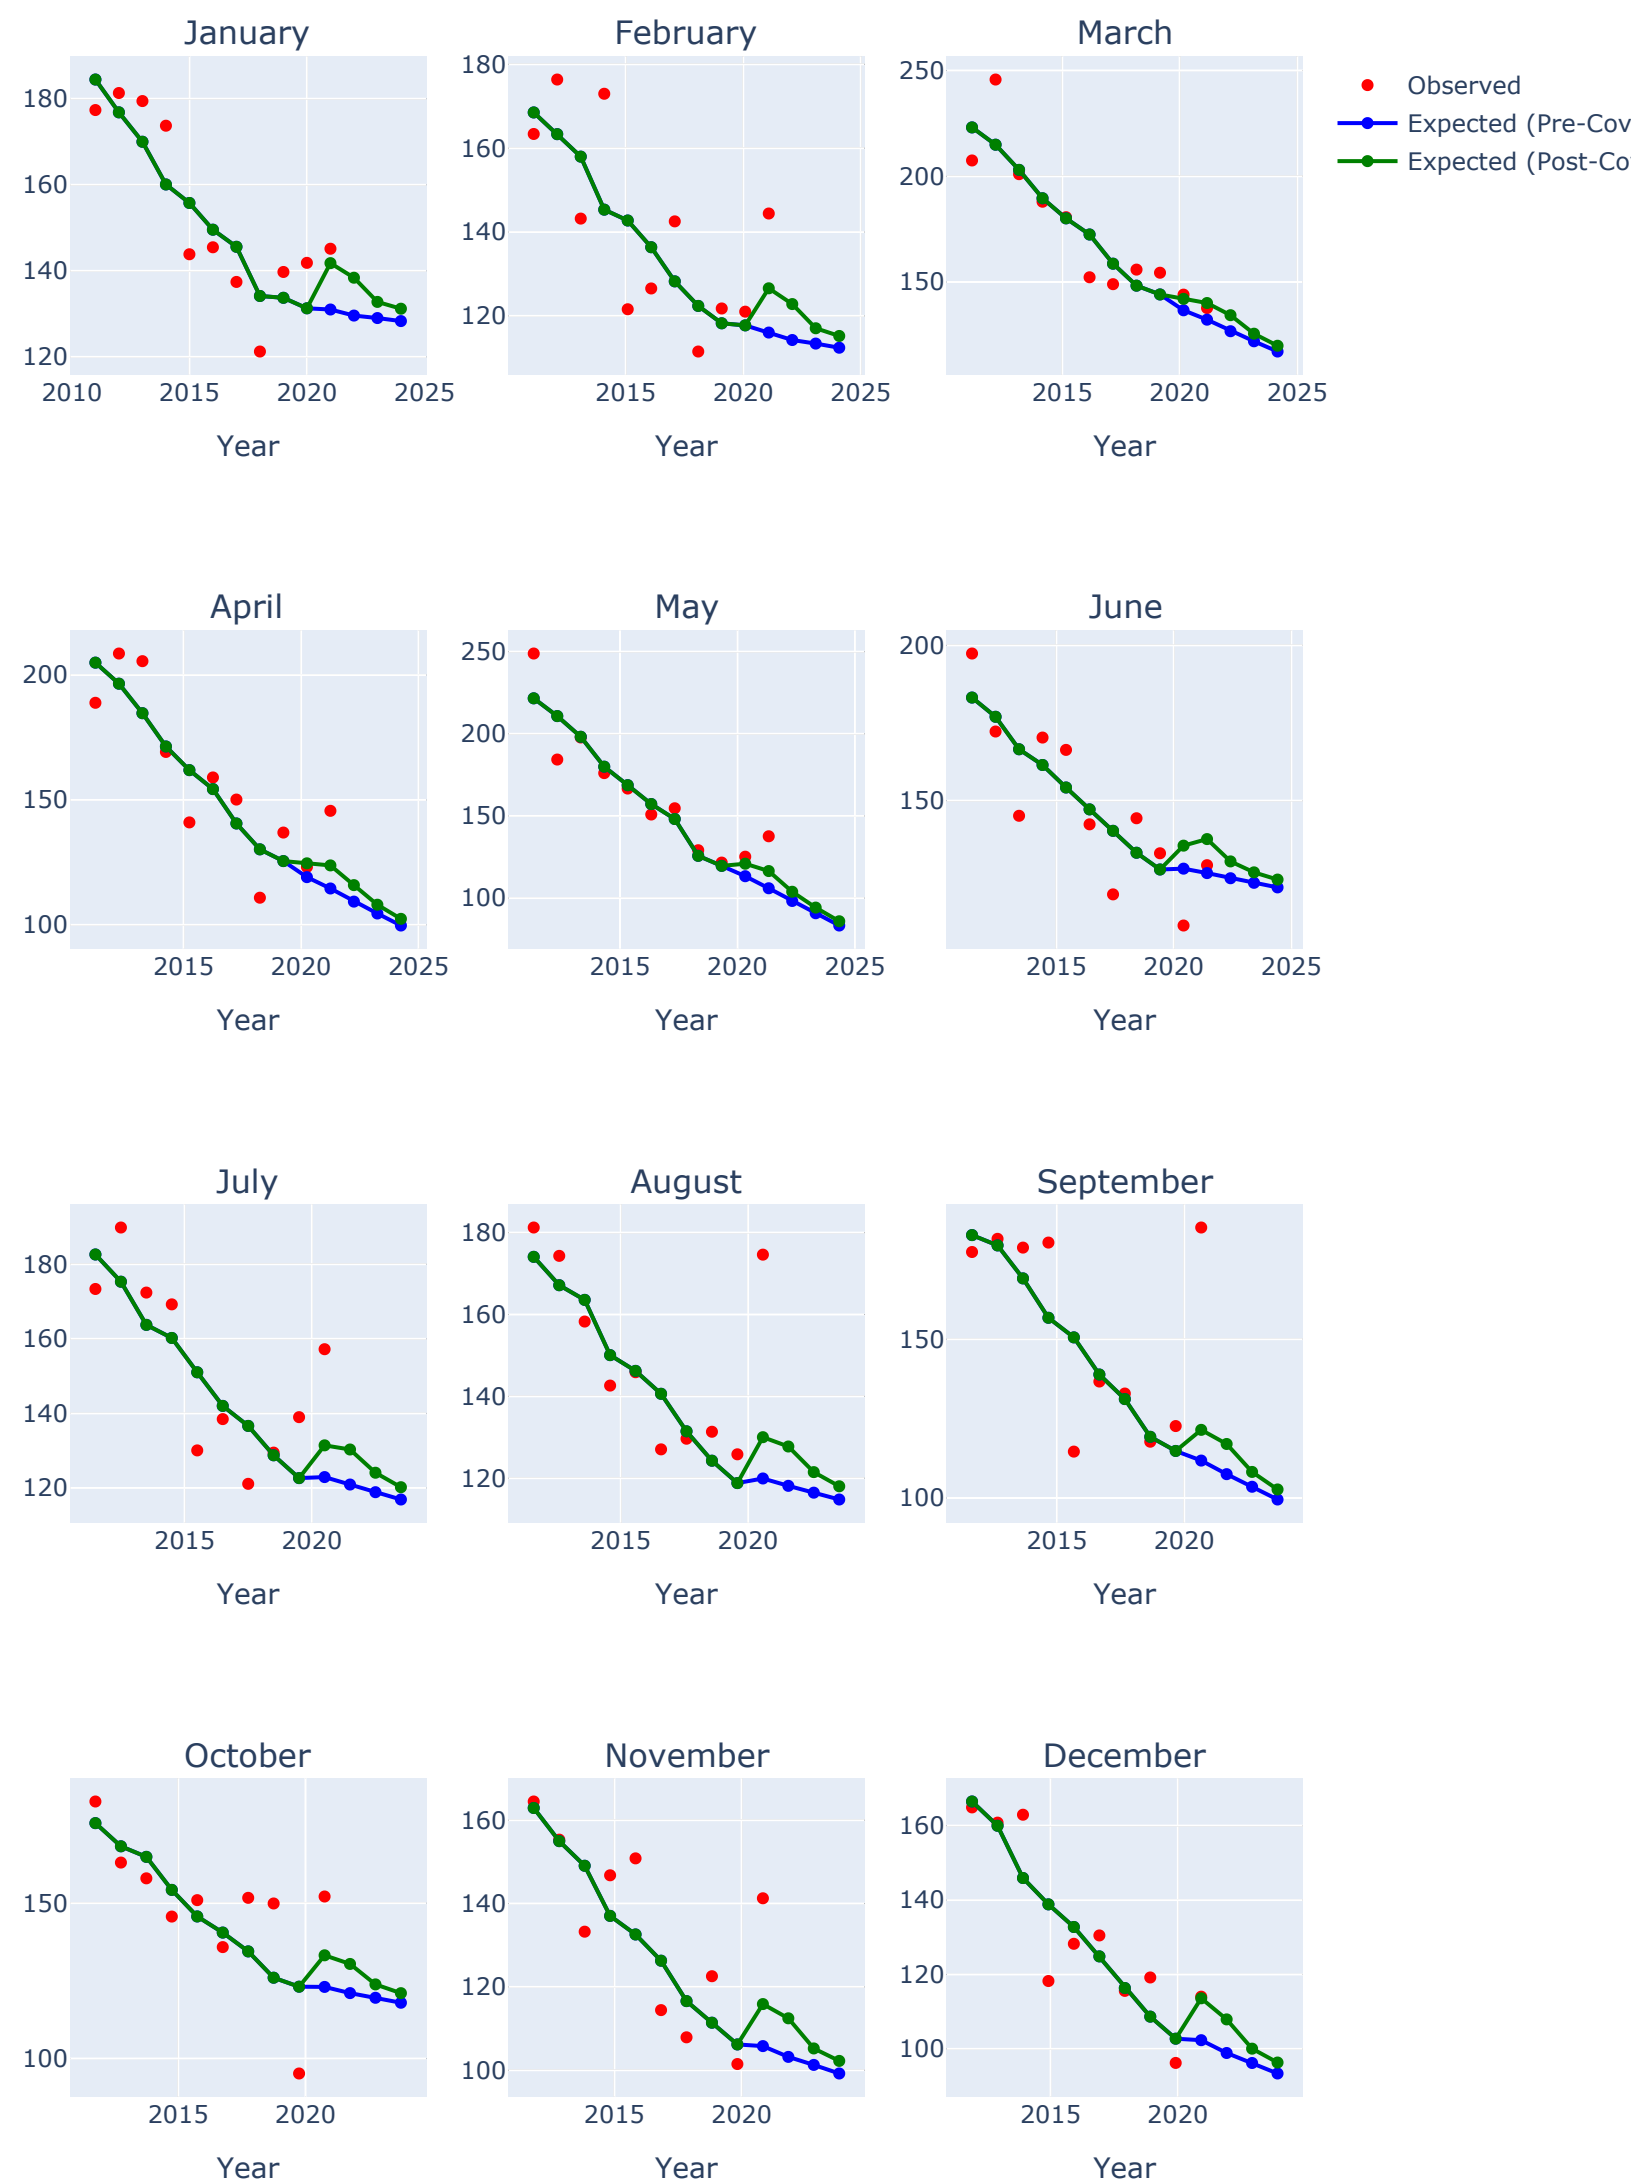 January
February
March
180
160
140
120
2010
2015
2020
2025
Year
180
160
140
120
2015
2020
2025
Year
250
200
150
2015
2020
2025
Year
Observed
Expected (Pre-Cov
Expected (Post-Co
April
May
June
200
150
100
2015
2020
2025
Year
250
200
150
100
2015
2020
2025
Year
200
150
2015
2020
2025
Year
July
August
September
180
160
140
120
2015
2020
Year
180
160
140
120
2015
2020
Year
150
100
2015
2020
Year
October
November
December
150
100
2015
2020
Year
160
140
120
100
2015
2020
Year
160
140
120
100
2015
2020
Year